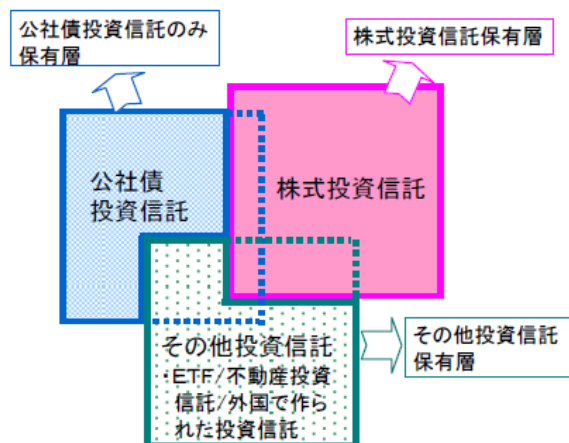 公社債投資信託のみ
保有層
株式投資信託保有層
公社債
投資信託
株式投資信託
その他投資信託
・ETF/不動産投資
信託/外国で作ら
れた投資信託
その他投資信託
保有層